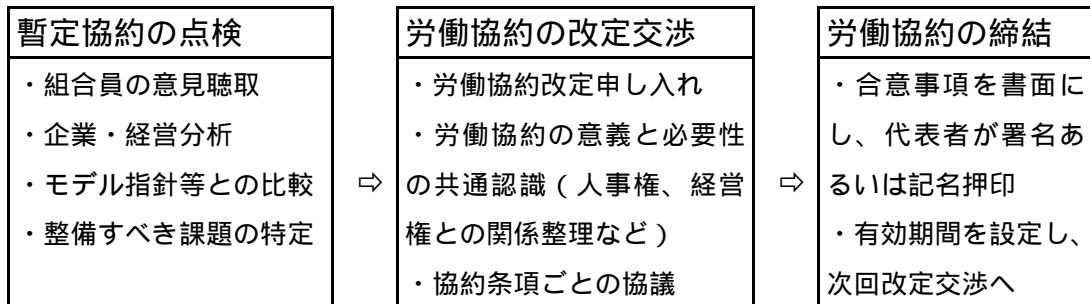 暫定協約の点検
・組合員の意見聴取
・企業・経営分析
・モデル指針等との比較
・整備すべき課題の特定
⇨
労働協約の改定交渉
・労働協約改定申し入れ
・労働協約の意義と必要性
の共通認識(人事権、経営
権との関係整理など)
・協約条項ごとの協議
⇨
労働協約の締結
・合意事項を書面に
し、代表者が署名あ
るいは記名押印
・有効期間を設定し、
次回改定交渉へ